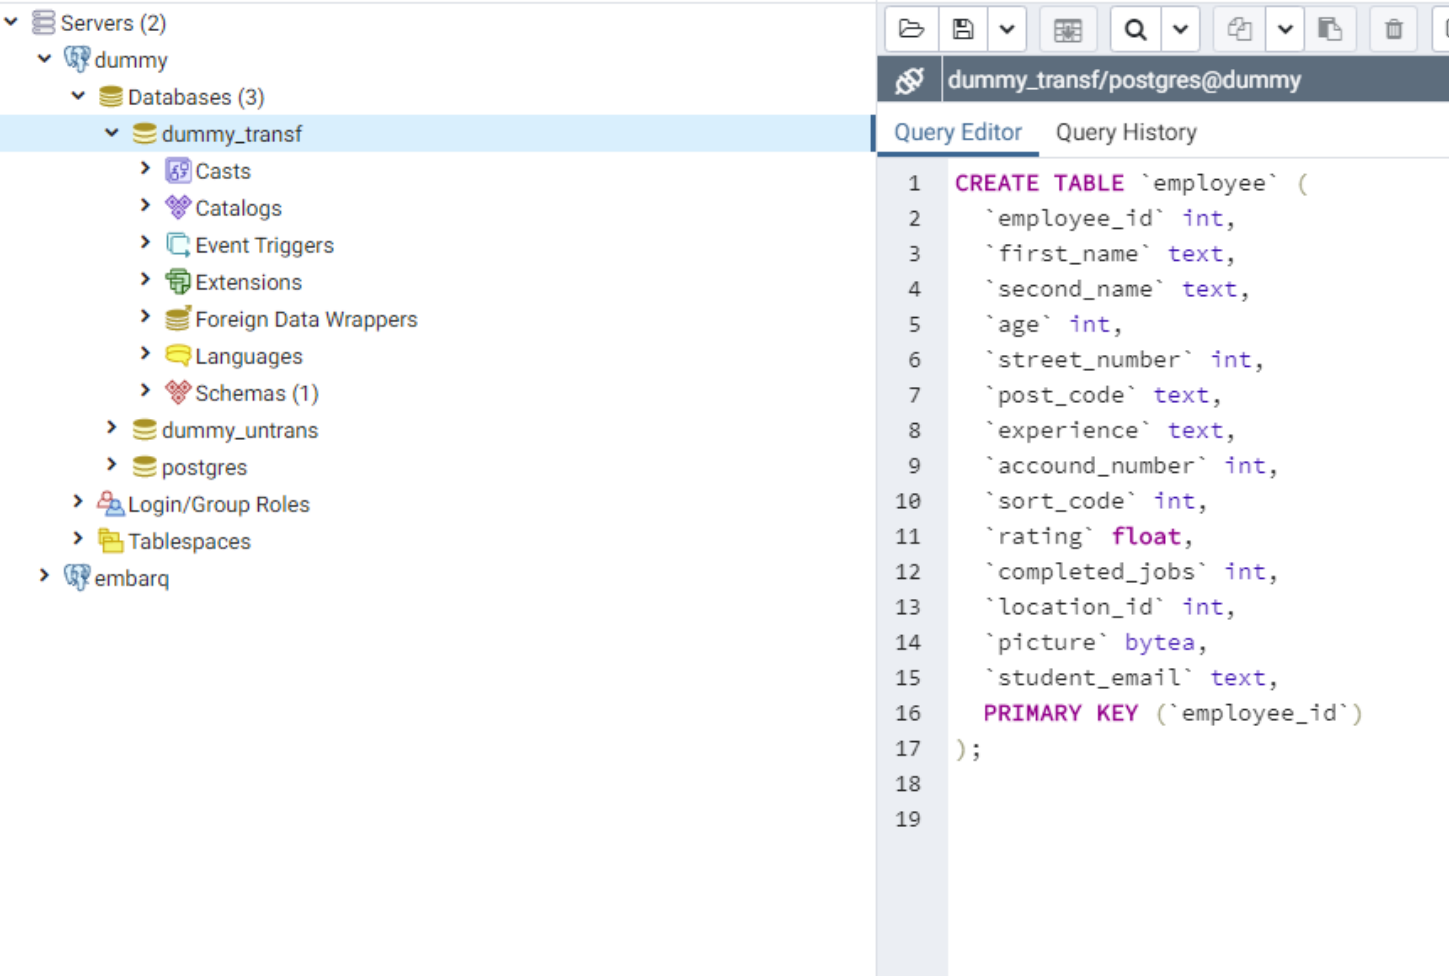 Servers (2)
dummy
Databases (3)
dummy_transf
Casts
Catalogs
Event Triggers
Extensions
Foreign Data Wrappers
Languages
Schemas (1)
dummy_untrans
postgres
Login/Group Roles
Tablespaces
embarq
dummy_transf/postgres@dummy
Query Editor Query History
1 CREATE TABLE `employee` (
2 `employee_id` int,
3 `first_name` text,
4 `second_name` text,
5 `age` int,
6 `street_number` int,
7 `post_code` text,
8 `experience` text,
9 `accound_number` int,
10 `sort_code` int,
11 `rating` float,
12 `completed_jobs` int,
13 `location_id` int,
14 `picture` bytea,
15 `student_email` text,
16 PRIMARY KEY (`employee_id`)
17 );
18
19